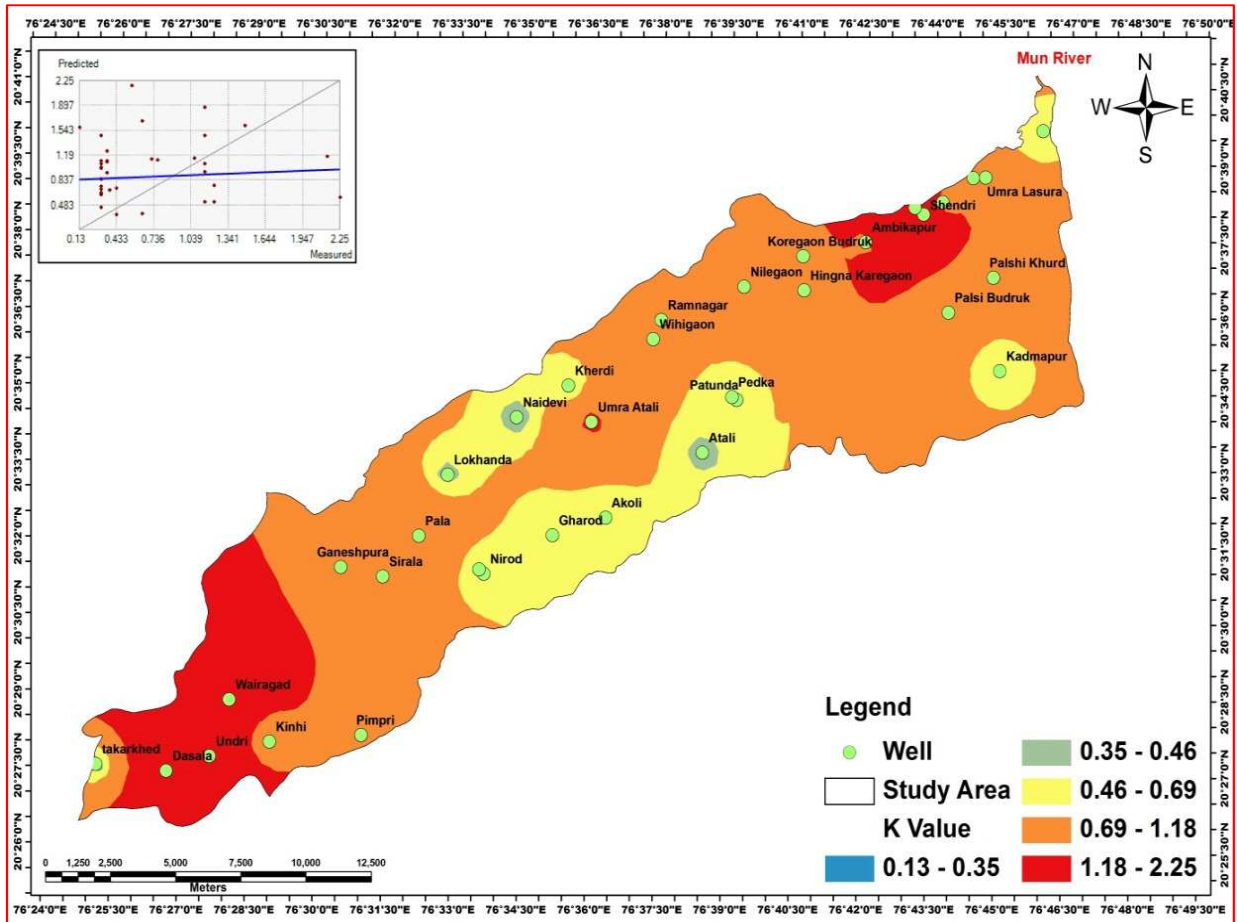 76°24'30"E 76°26'0"E 76°27'30"E 76°29'0"E 76°30'30"E 76°32'0"E 76°33'30"E 76°35'0"E 76°36'30"E 76°38'0"E 76°39'30"E 76°41'0"E 76°42'30"E 76°44'0"E 76°45'30"E 76°47'0"E 76°48'30"E 76°50'0"E
Predicted
2.25
1.897
1.543
1.19
0.837
0.483
0.13 0.433 0.736 1.039 1.341 1.644 1.947 2.25
Measured
Mun River
N
W E
S
Umra Lasura
Shendri
Ambikapur
Koregaon Budruk
Palshi Khurd
Nilegaon
Hingna Karegaon
Palsi Budruk
Ramnagar
Wihigaon
Kadmapur
Kherdi
Patunda Pedka
Naidevi
Umra Atali
Atali
Lokhanda
Akoli
Pala
Gharod
Ganeshpura
Sirala
Nirod
Wairagad
Pimpri
Kinhi
Undri
takarkhed
Dasala
20°41'0"N
20°39'30"N
20°38'0"N
20°36'30"N
20°35'0"N
20°33'30"N
20°32'0"N
20°30'30"N
20°29'0"N
20°27'30"N
20°26'0"N
20°40'30"N
20°39'0"N
20°37'30"N
20°36'0"N
20°34'30"N
20°33'0"N
20°31'30"N
20°30'0"N
20°28'30"N
20°27'0"N
20°25'30"N
Legend
Well
Study Area
K Value
0.13 - 0.35
0.35 - 0.46
0.46 - 0.69
0.69 - 1.18
1.18 - 2.25
0 1,250 2,500 5,000 7,500 10,000 12,500
Meters
76°24'0"E 76°25'30"E 76°27'0"E 76°28'30"E 76°30'0"E 76°31'30"E 76°33'0"E 76°34'30"E 76°36'0"E 76°37'30"E 76°39'0"E 76°40'30"E 76°42'0"E 76°43'30"E 76°45'0"E 76°46'30"E 76°48'0"E 76°49'30"E